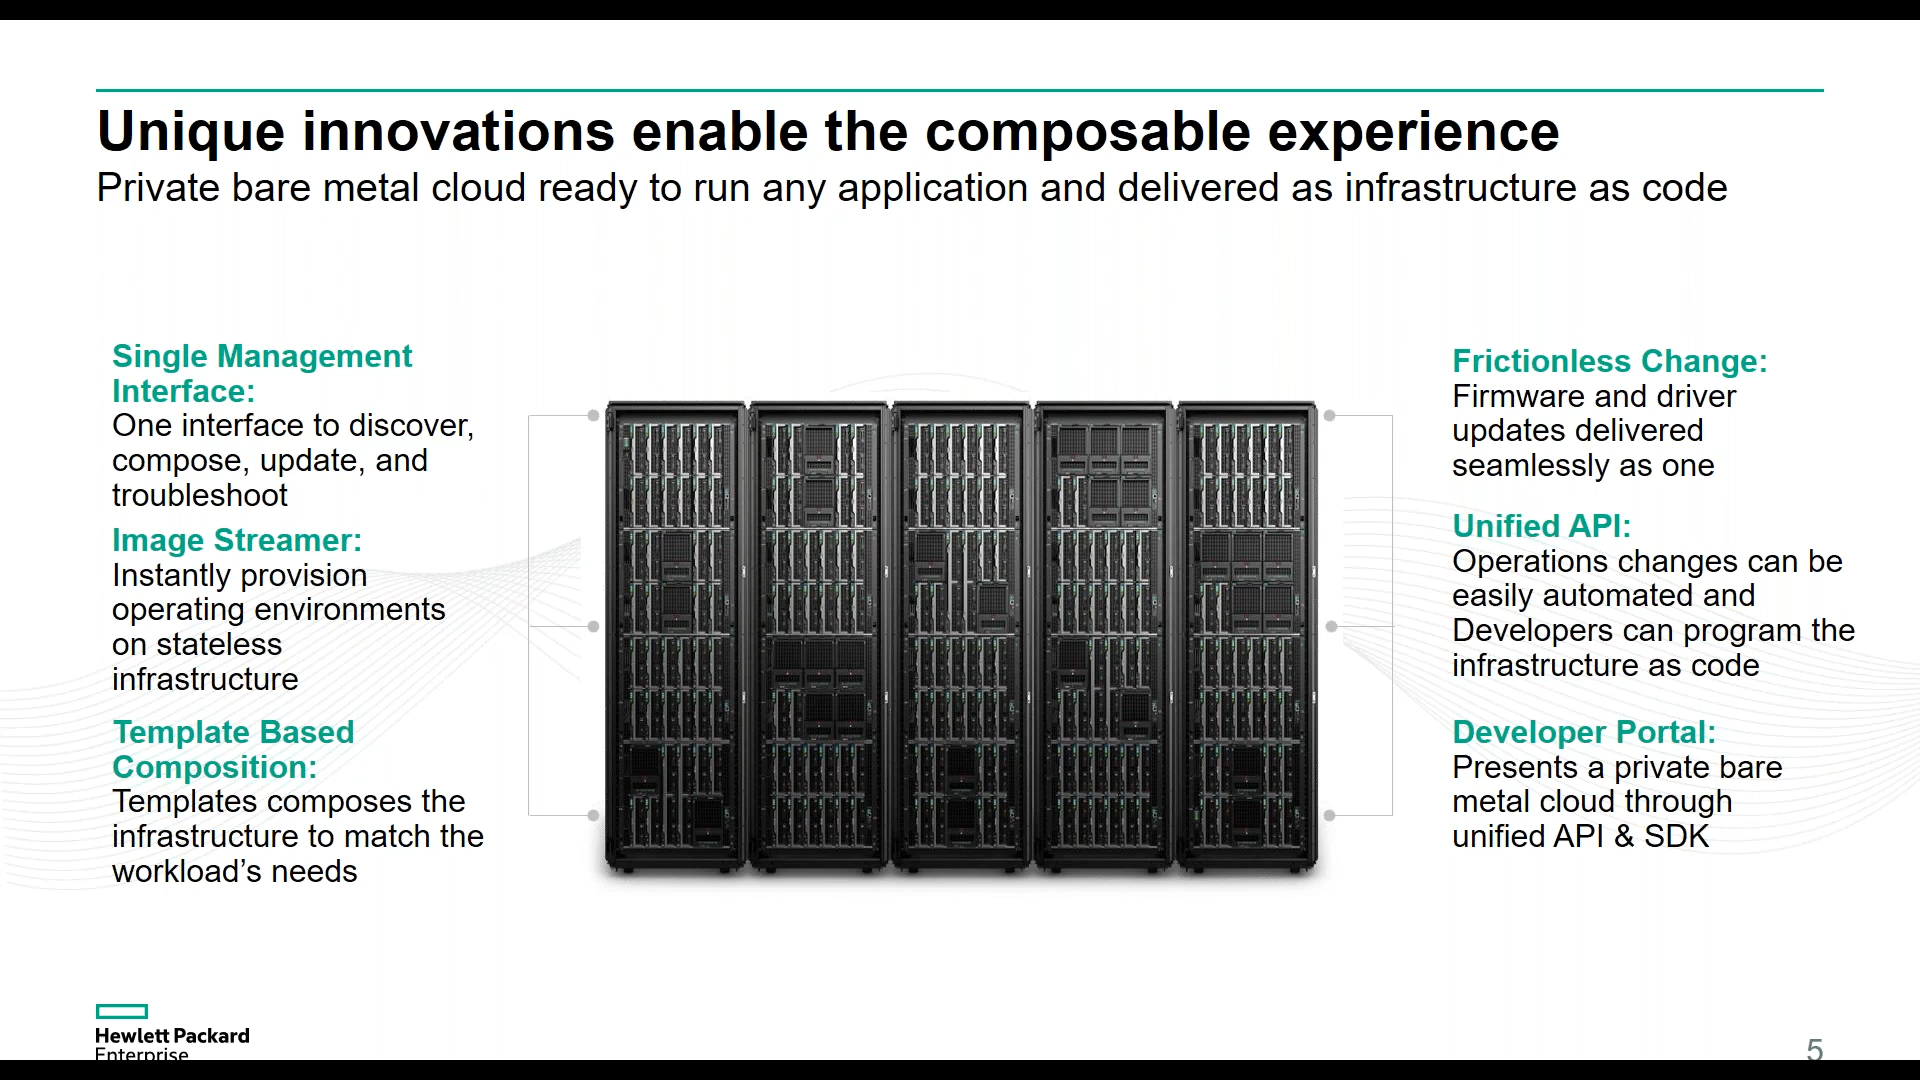 Unique innovations enable the composable experience
Private bare metal cloud ready to run any application and delivered as infrastructure as code
Single Management
Interface:
One interface to discover,
compose, update, and
troubleshoot
Image Streamer:
Instantly provision
operating environments
on stateless
infrastructure
Template Based
Composition:
Templates composes the
infrastructure to match the
workload’s needs
Frictionless Change:
Firmware and driver
updates delivered
seamlessly as one
Unified API:
Operations changes can be
easily automated and
Developers can program the
infrastructure as code
Developer Portal:
Presents a private bare
metal cloud through
unified API & SDK
Hewlett Packard
Enterprise
5